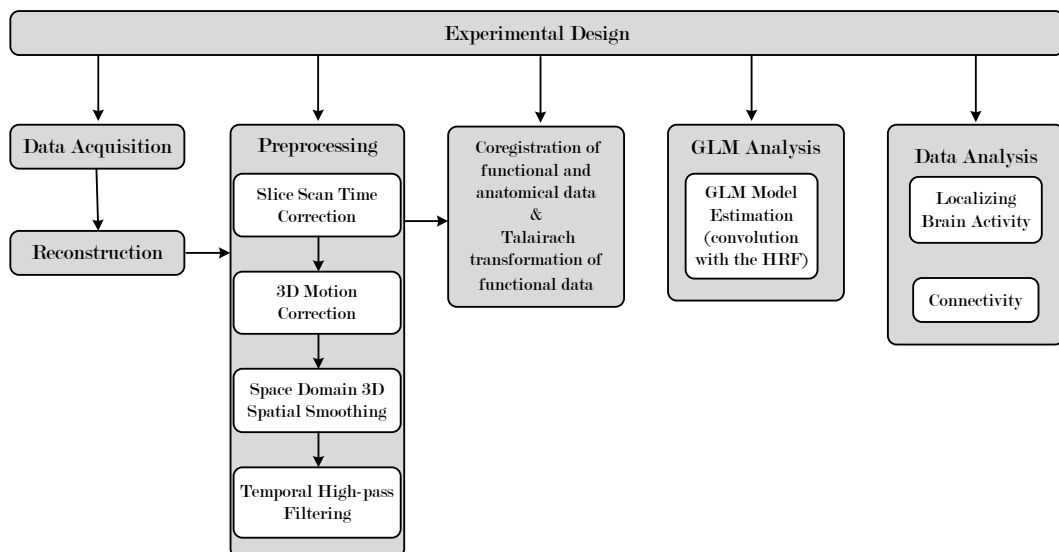 Experimental Design
Data Acquisition
Reconstruction
Preprocessing
Slice Scan Time
Correction
3D Motion
Correction
Space Domain 3D
Spatial Smoothing
Temporal High-pass
Filtering
Coregistration of
functional and
anatomical data
&
Talairach
transformation of
functional data
GLM Analysis
GLM Model
Estimation
(convolution
with the HRF)
Data Analysis
Localizing
Brain Activity
Connectivity